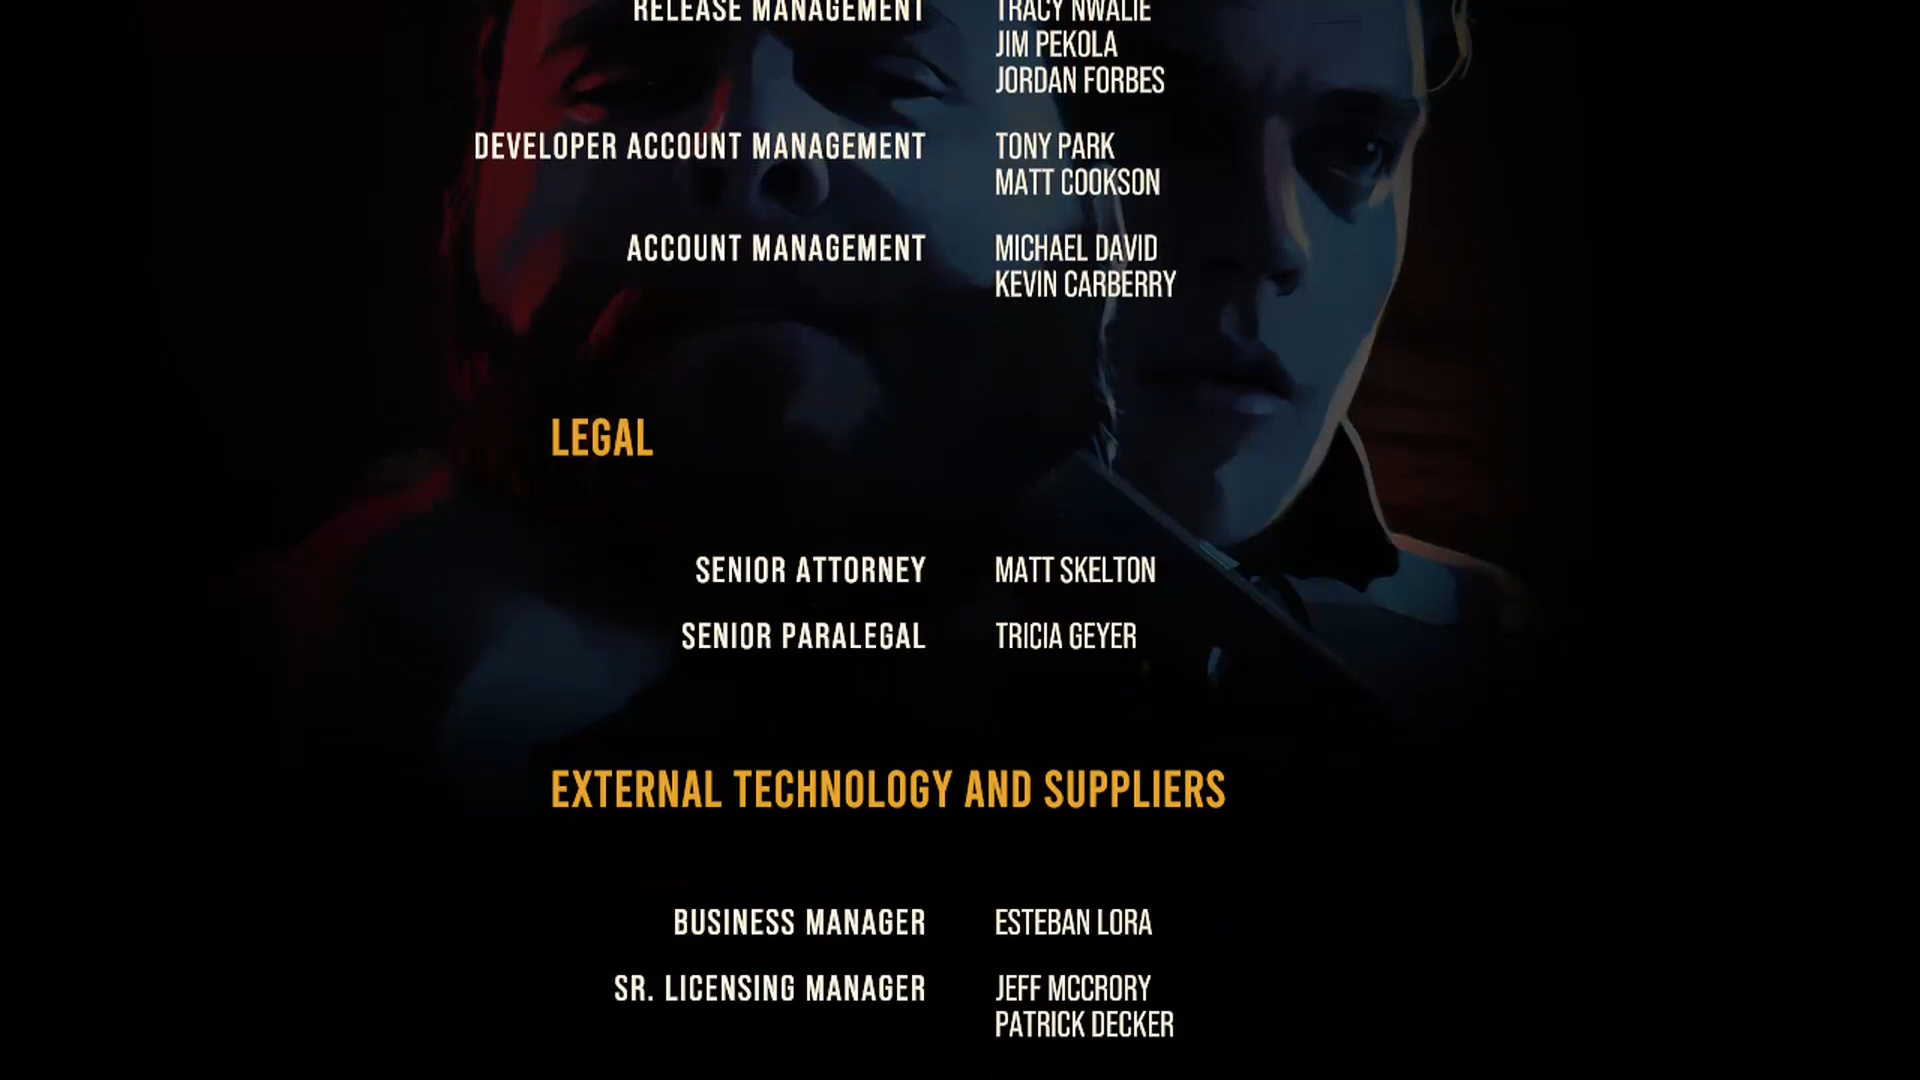 RELEASE MANAGEMENT TRACY NWALIE
JIM PEKOLA
JORDAN FORBES
DEVELOPER ACCOUNT MANAGEMENT TONY PARK
MATT COOKSON
ACCOUNT MANAGEMENT MICHAEL DAVID
KEVIN CARBERRY
LEGAL
SENIOR ATTORNEY MATT SKELTON
SENIOR PARALEGAL TRICIA GEYER
EXTERNAL TECHNOLOGY AND SUPPLIERS
BUSINESS MANAGER ESTEBAN LORA
SR. LICENSING MANAGER JEFF MCCRORY
PATRICK DECKER